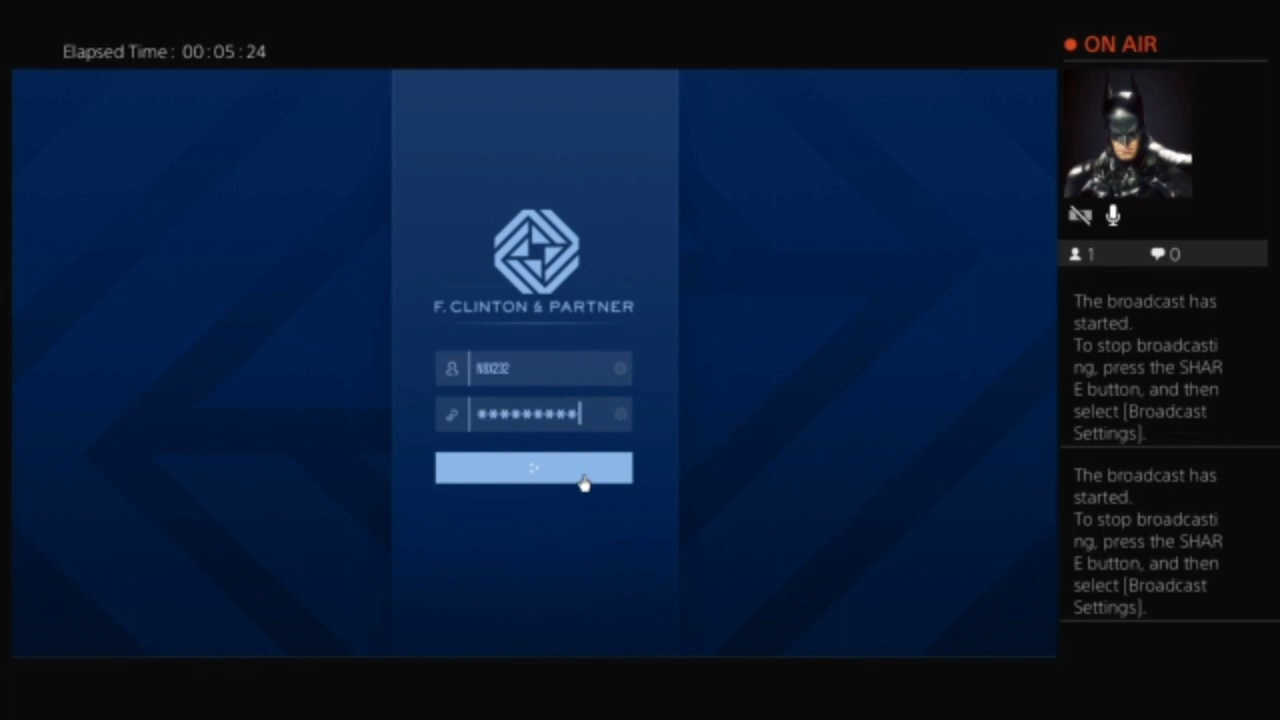 Elapsed Time : 00:05:24
ON AIR
F. CLINTON & PARTNER
*********
1
0
The broadcast has
started.
To stop broadcasti
ng, press the SHAR
E button, and then
select [Broadcast
Settings].
The broadcast has
started.
To stop broadcasti
ng, press the SHAR
E button, and then
select [Broadcast
Settings].